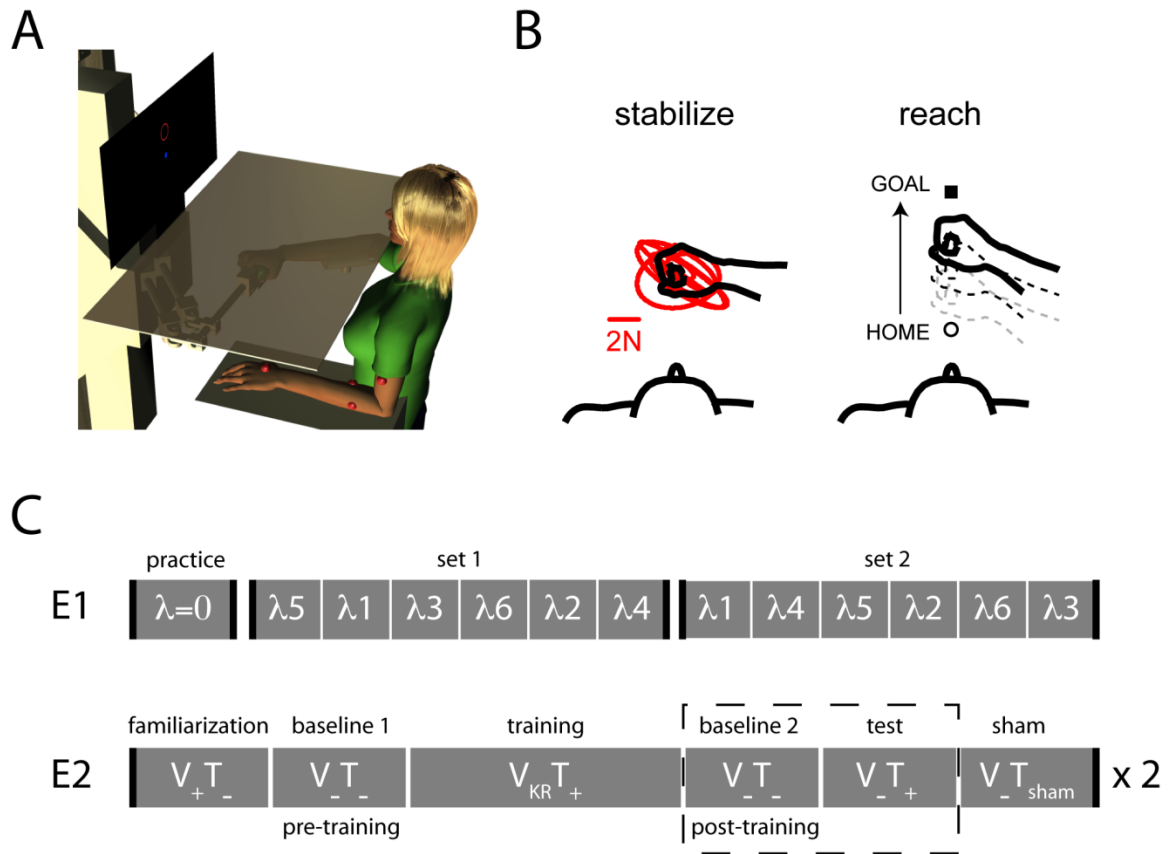 A
B
stabilize
reach
GOAL
HOME
2N
C
practice
set 1
set 2
E1
λ=0
λ5
λ1
λ3
λ6
λ2
λ4
λ1
λ4
λ5
λ2
λ6
λ3
familiarization
baseline 1
training
baseline 2
test
sham
E2
V+T-
V-T-
VKRT+
V-T-
V-T+
V-Tsham
x 2
pre-training
post-training